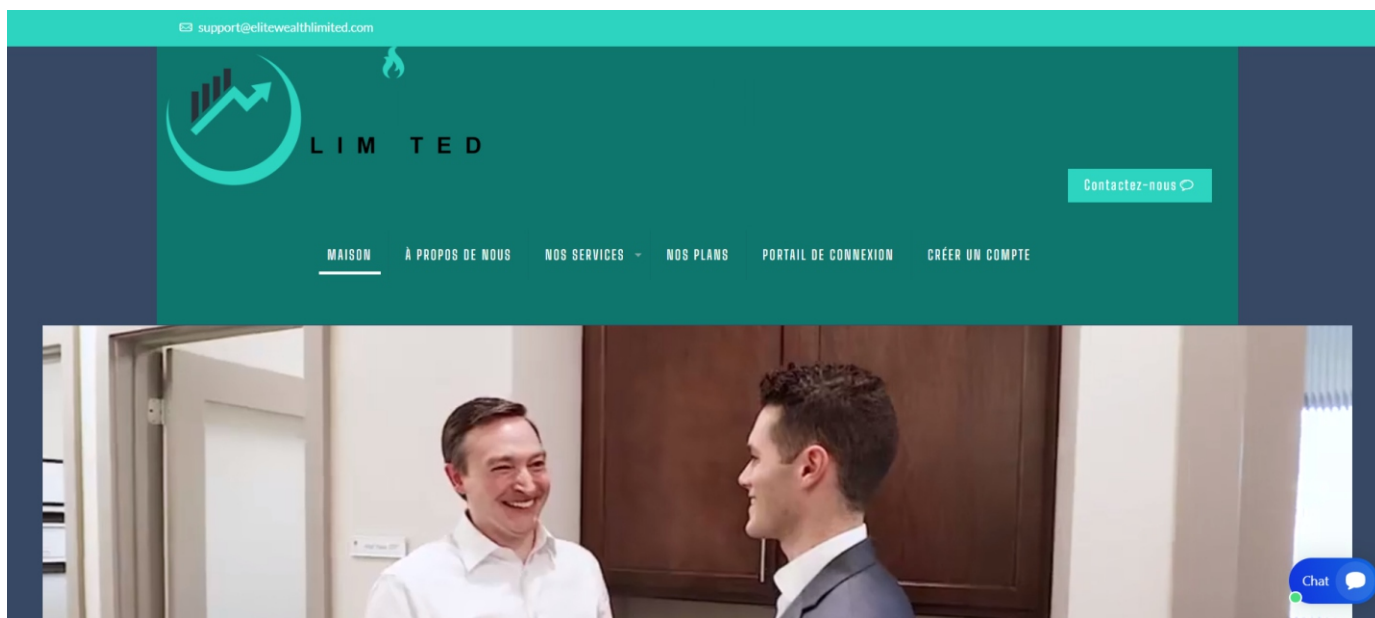 support@elitewealthlimited.com
LIM TED
Contactez-nous
MAISON À PROPOS DE NOUS NOS SERVICES NOS PLANS PORTAIL DE CONNEXION CRÉER UN COMPTE
Chat